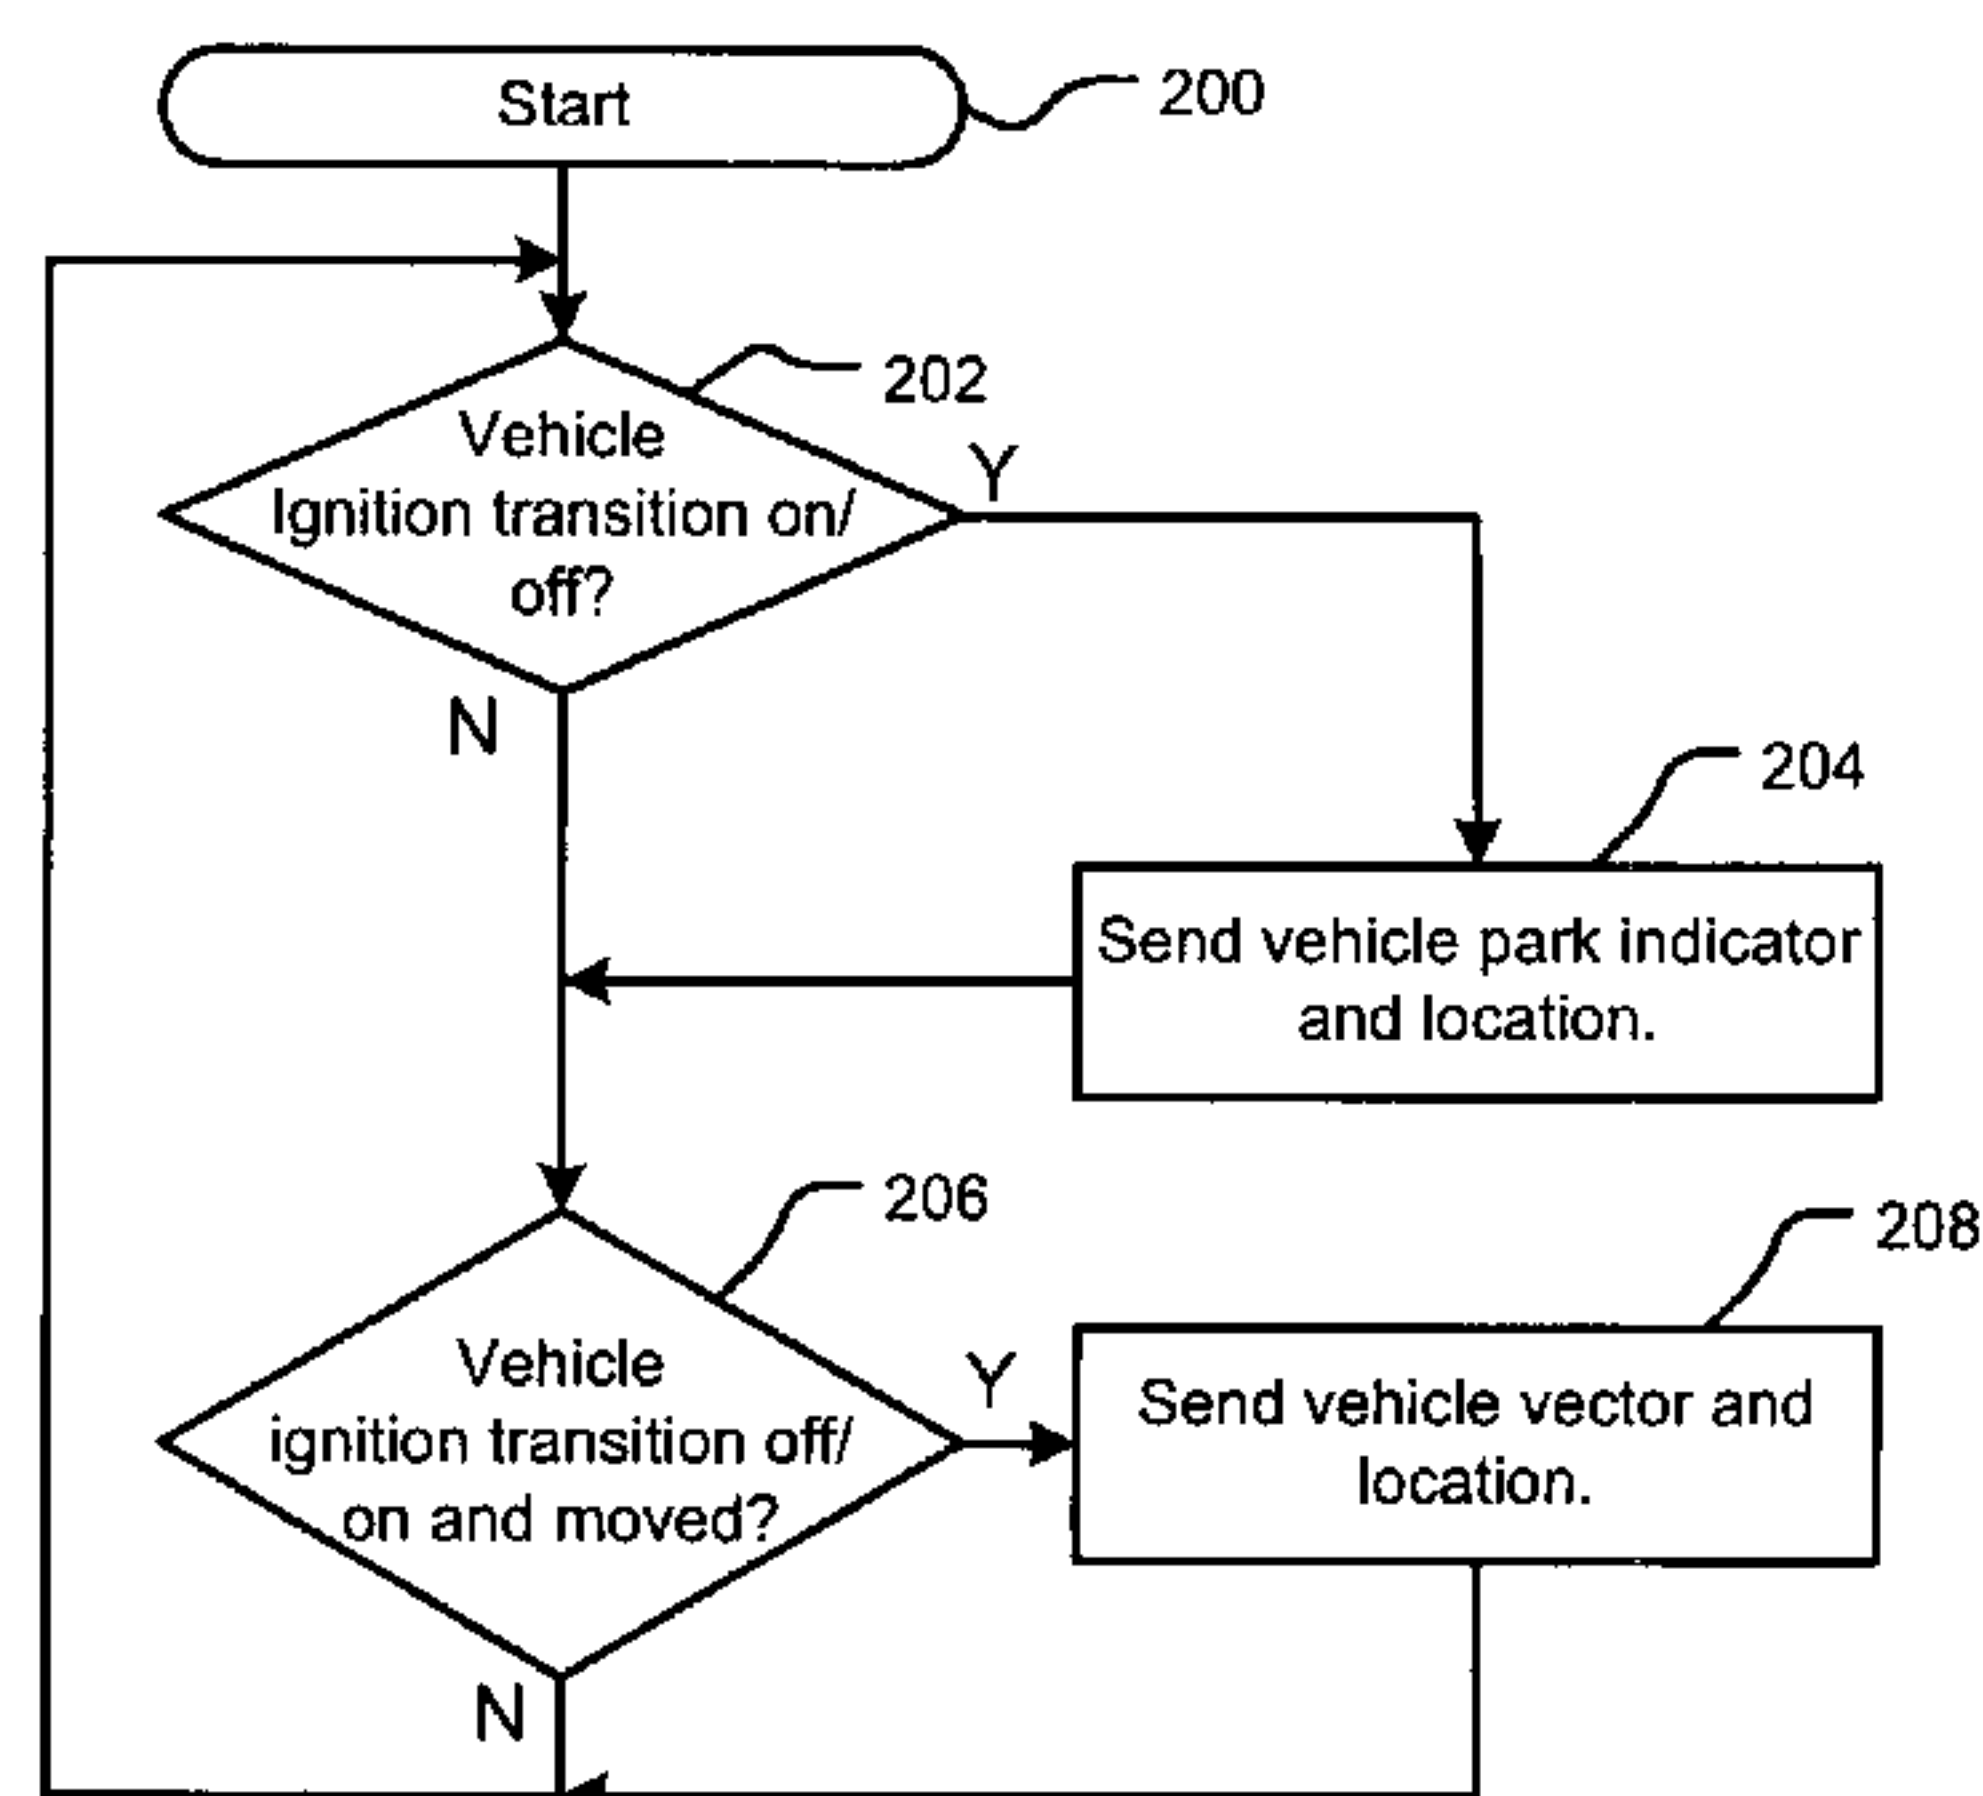 Start
200
202
Vehicle
Ignition transition on/
off?
Y
N
204
Send vehicle park indicator
and location.
206
208
Vehicle
ignition transition off/
on and moved?
Y
Send vehicle vector and
location.
N